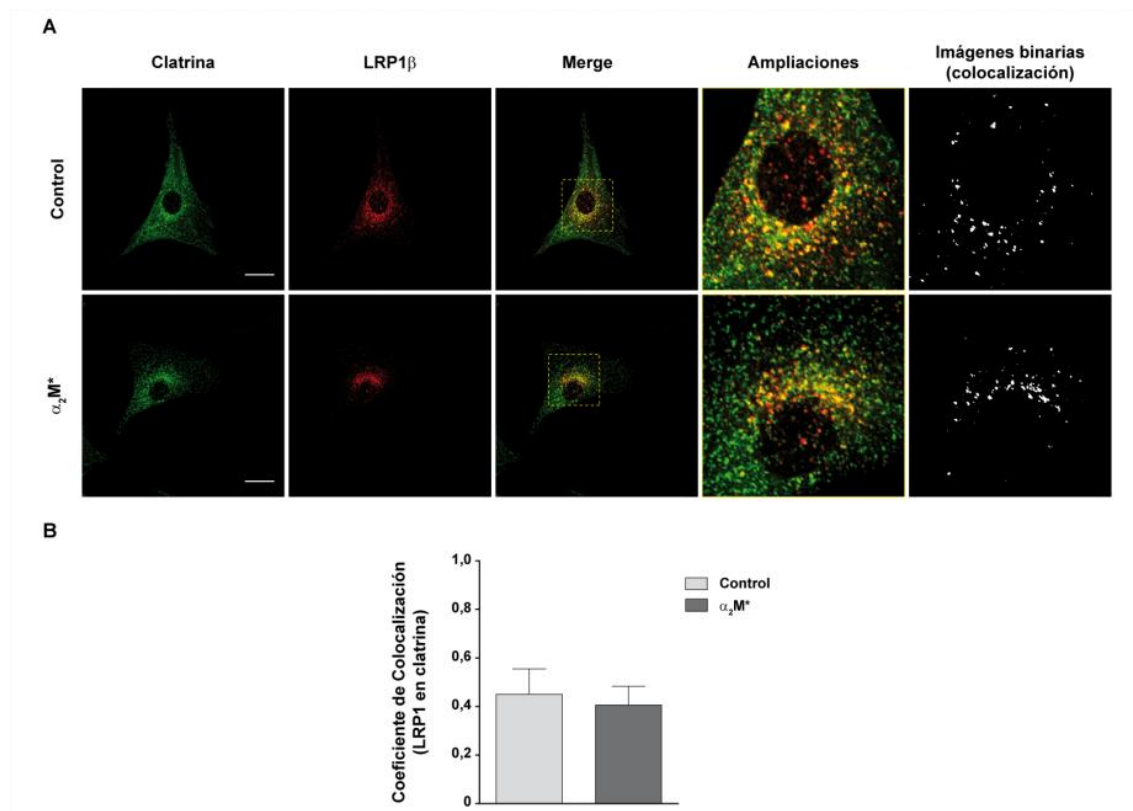 A
Clatrina
LRP1β
Merge
Ampliaciones
Imágenes binarias
(colocalización)
Control
α₂M*
B
Coeficiente de Colocalización
(LRP1 en clatrina)
1,0
0,8
0,6
0,4
0,2
0
Control
α₂M*